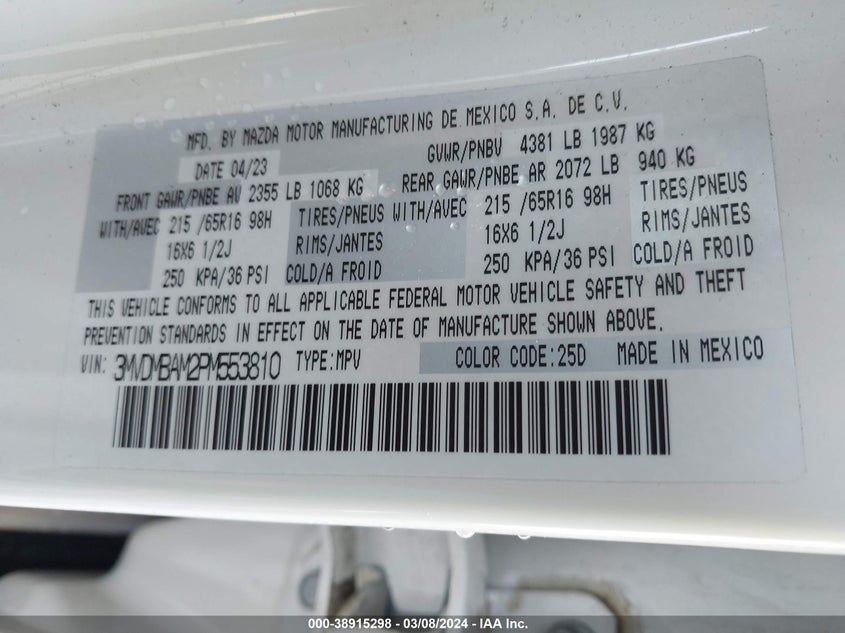 MFD. BY MAZDA MOTOR MANUFACTURING DE MEXICO S.A. DE C.V.
DATE 04/23 GVWR/PNBV 4381 LB 1987 KG
FRONT GAWR/PNBE AV 2355 LB 1068 KG REAR GAWR/PNBE AR 2072 LB 940 KG
WITH/AVEC 215 /65R16 98H TIRES/PNEUS WITH/AVEC 215 /65R16 98H TIRES/PNEUS
16X6 1/2J RIMS/JANTES 16X6 1/2J RIMS/JANTES
250 KPA/36 PSI COLD/A FROID 250 KPA/36 PSI COLD/A FROID
THIS VEHICLE CONFORMS TO ALL APPLICABLE FEDERAL MOTOR VEHICLE SAFETY AND THEFT
PREVENTION STANDARDS IN EFFECT ON THE DATE OF MANUFACTURE SHOWN ABOVE.
VIN: 3MVDMBAM2PM553810 TYPE:MPV COLOR CODE:25D MADE IN MEXICO
000-38915298 - 03/08/2024 - IAA Inc.